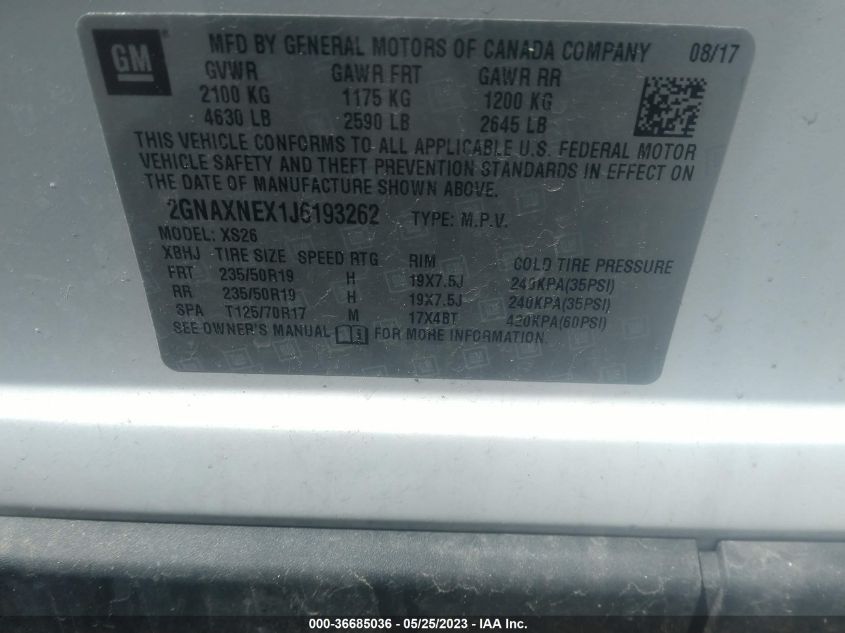 GM
MFD BY GENERAL MOTORS OF CANADA COMPANY 08/17
GVWR GAWR FRT GAWR RR
2100 KG 1175 KG 1200 KG
4630 LB 2590 LB 2645 LB
THIS VEHICLE CONFORMS TO ALL APPLICABLE U.S. FEDERAL MOTOR
VEHICLE SAFETY AND THEFT PREVENTION STANDARDS IN EFFECT ON
THE DATE OF MANUFACTURE SHOWN ABOVE.
2GNAXNEX1J6193262 TYPE: M.P.V.
MODEL: XS26
XBHJ TIRE SIZE SPEED RTG RIM COLD TIRE PRESSURE
FRT 235/50R19 H 19X7.5J 240KPA(35PSI)
RR 235/50R19 H 19X7.5J 240KPA(35PSI)
SPA T125/70R17 M 17X4BT 420KPA(60PSI)
SEE OWNER'S MANUAL FOR MORE INFORMATION.
000-36685036 - 05/25/2023 - IAA Inc.